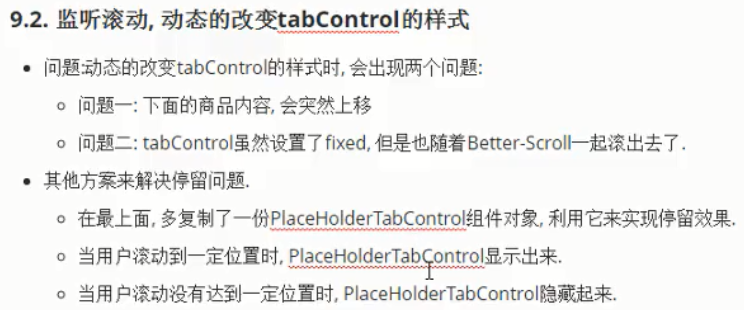 9.2. 监听滚动, 动态的改变tabControl的样式
问题:动态的改变tabControl的样式时, 会出现两个问题:
问题一: 下面的商品内容, 会突然上移
问题二: tabControl虽然设置了fixed, 但是也随着Better-Scroll一起滚出去了.
其他方案来解决停留问题.
在最上面, 多复制了一份PlaceHolderTabControl组件对象, 利用它来实现停留效果.
当用户滚动到一定位置时, PlaceHolderTabControl显示出来.
当用户滚动没有达到一定位置时, PlaceHolderTabControl隐藏起来.